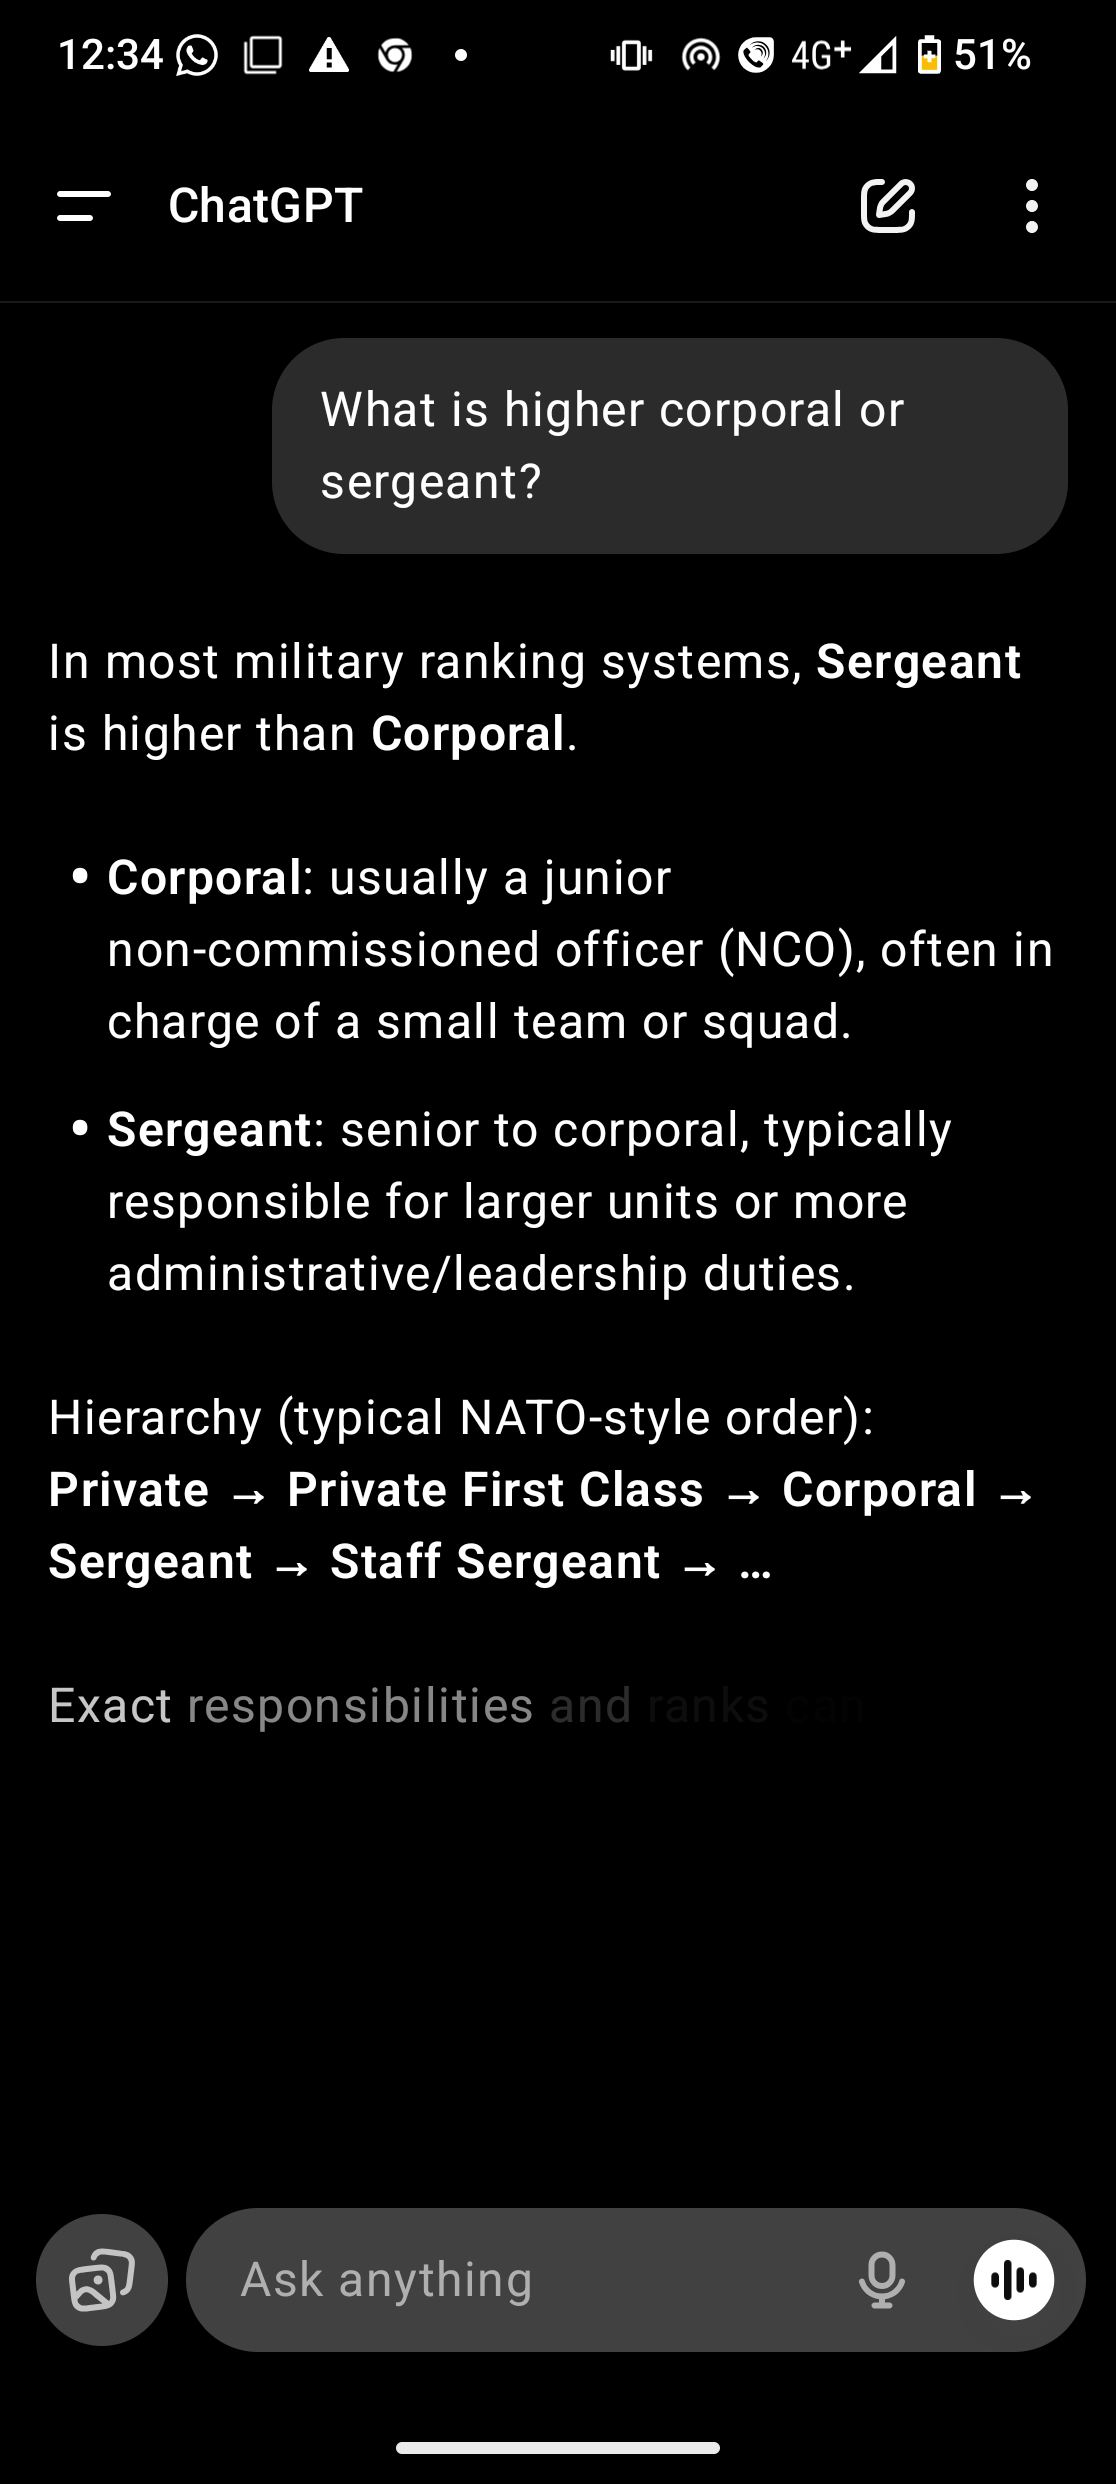 12:34 4G+ 51%
ChatGPT
What is higher corporal or
sergeant?
In most military ranking systems, Sergeant
is higher than Corporal.
• Corporal: usually a junior
non-commissioned officer (NCO), often in
charge of a small team or squad.
• Sergeant: senior to corporal, typically
responsible for larger units or more
administrative/leadership duties.
Hierarchy (typical NATO-style order):
Private → Private First Class → Corporal →
Sergeant → Staff Sergeant → …
Exact responsibilities and ranks can
Ask anything